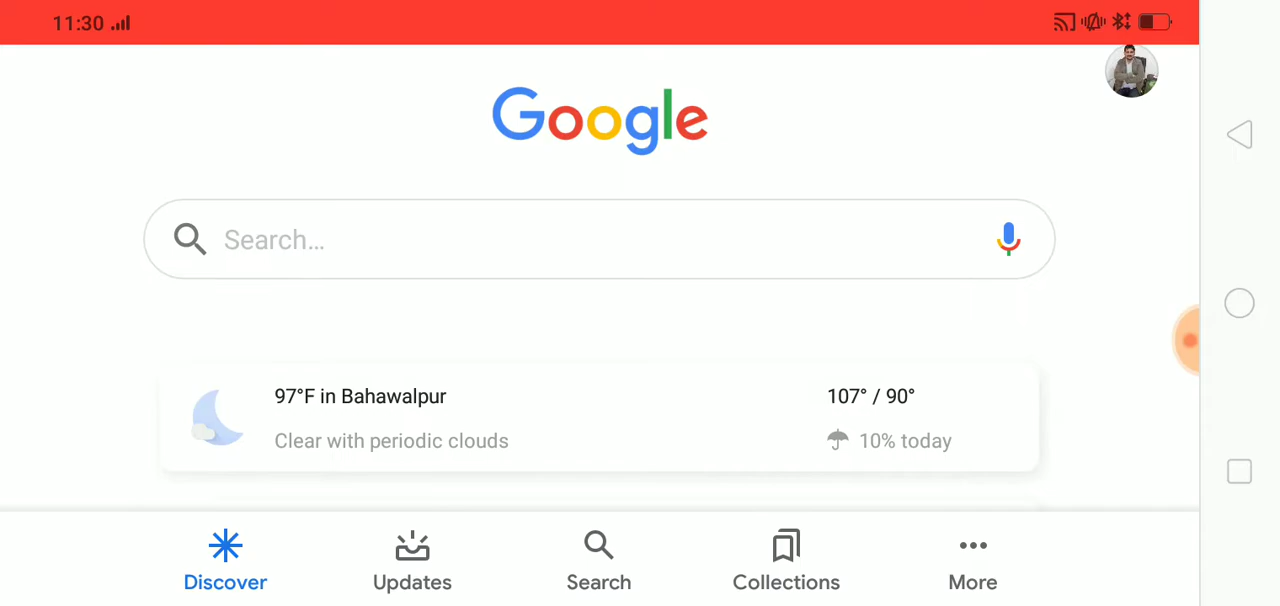 11:30
Google
Search...
97°F in Bahawalpur
107° / 90°
Clear with periodic clouds
10% today
Discover
Updates
Search
Collections
More